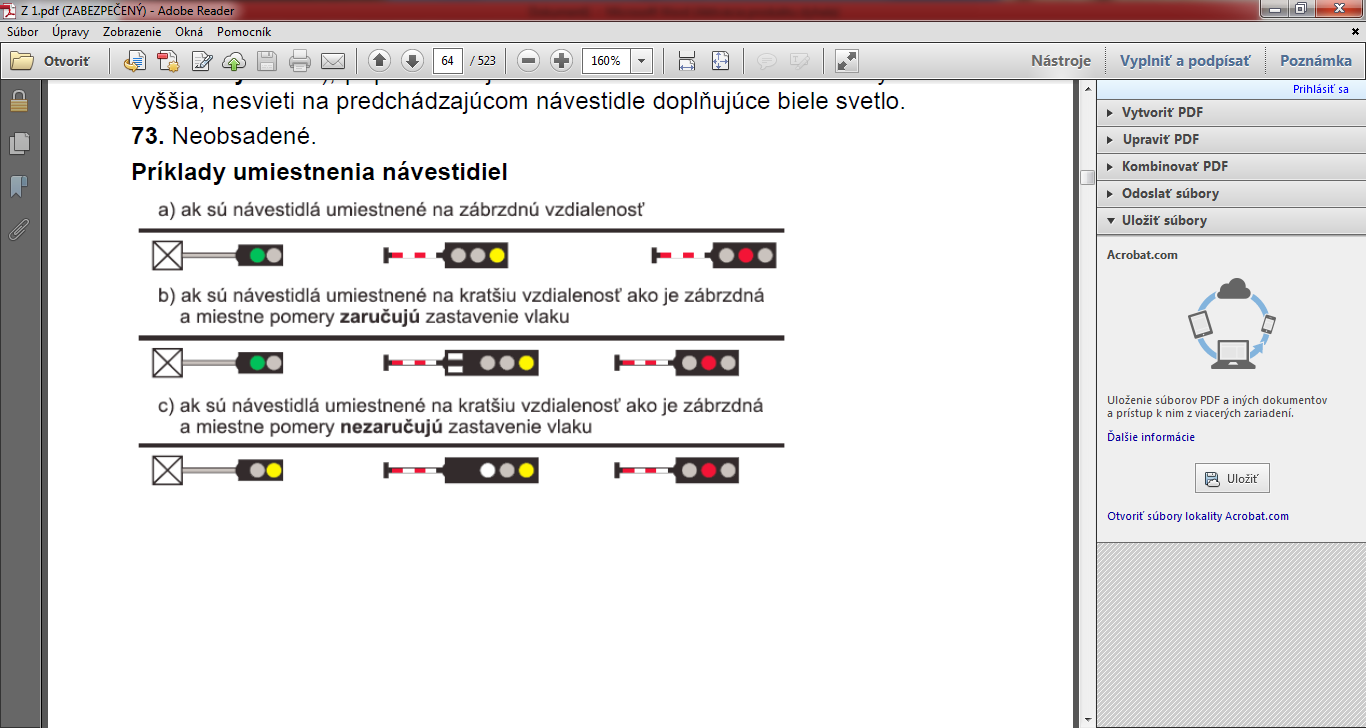 Z 1.pdf (ZABEZPEČENÝ) - Adobe Reader
Súbor Úpravy Zobrazenie Okná Pomocník
Otvoriť 64 / 523 160% Nástroje Vyplniť a podpísať Poznámka
Prihlásiť sa
vyššia, nesvieti na predchádzajúcom návestidle doplňujúce biele svetlo.
73. Neobsadené.
Príklady umiestnenia návestidiel
a) ak sú návestidlá umiestnené na zábrzdnú vzdialenosť
b) ak sú návestidlá umiestnené na kratšiu vzdialenosť ako je zábrzdná
a miestne pomery zaručujú zastavenie vlaku
c) ak sú návestidlá umiestnené na kratšiu vzdialenosť ako je zábrzdná
a miestne pomery nezaručujú zastavenie vlaku
Vytvoriť PDF
Upraviť PDF
Kombinovať PDF
Odoslať súbory
Uložiť súbory
Acrobat.com
Uloženie súborov PDF a iných dokumentov
a prístup k nim z viacerých zariadení.
Ďalšie informácie
Uložiť
Otvoriť súbory lokality Acrobat.com